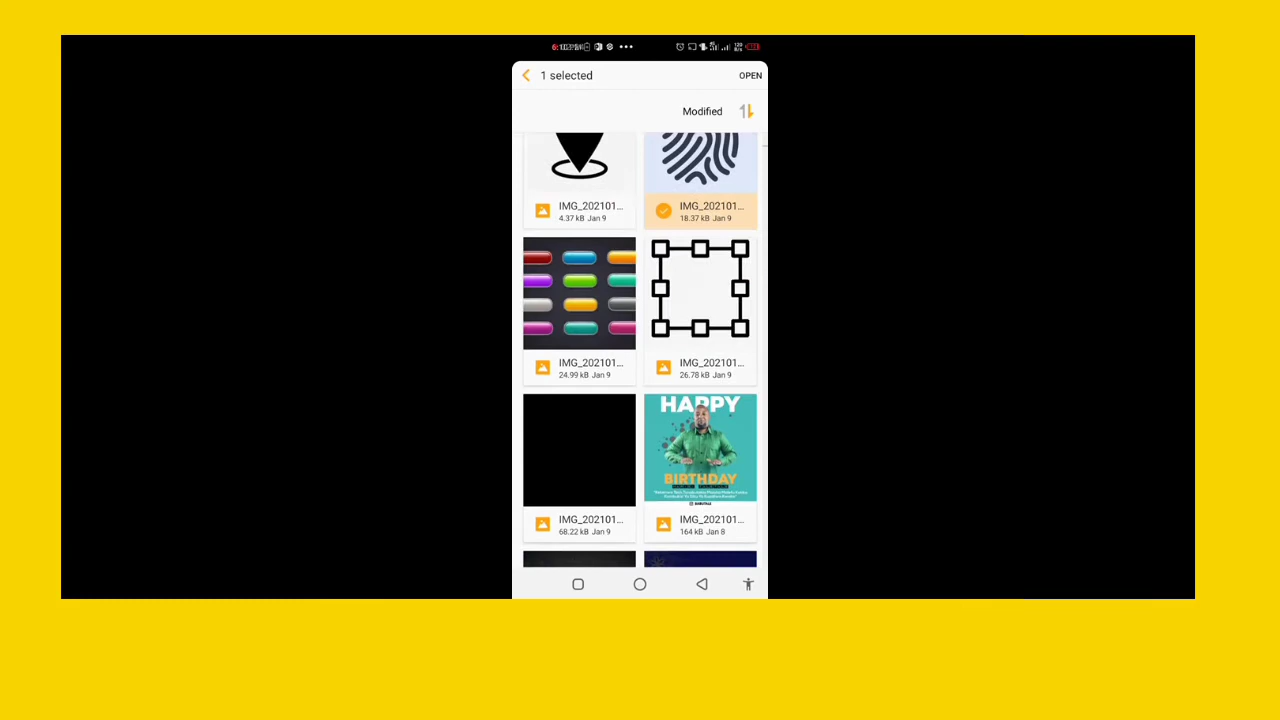 1 selected
OPEN
Modified
IMG_202101...
4.37 kB Jan 9
IMG_202101...
18.37 kB Jan 9
IMG_202101...
24.99 kB Jan 9
IMG_202101...
26.78 kB Jan 9
HAPPY
BIRTHDAY
IMG_202101...
68.22 kB Jan 9
IMG_202101...
164 kB Jan 8